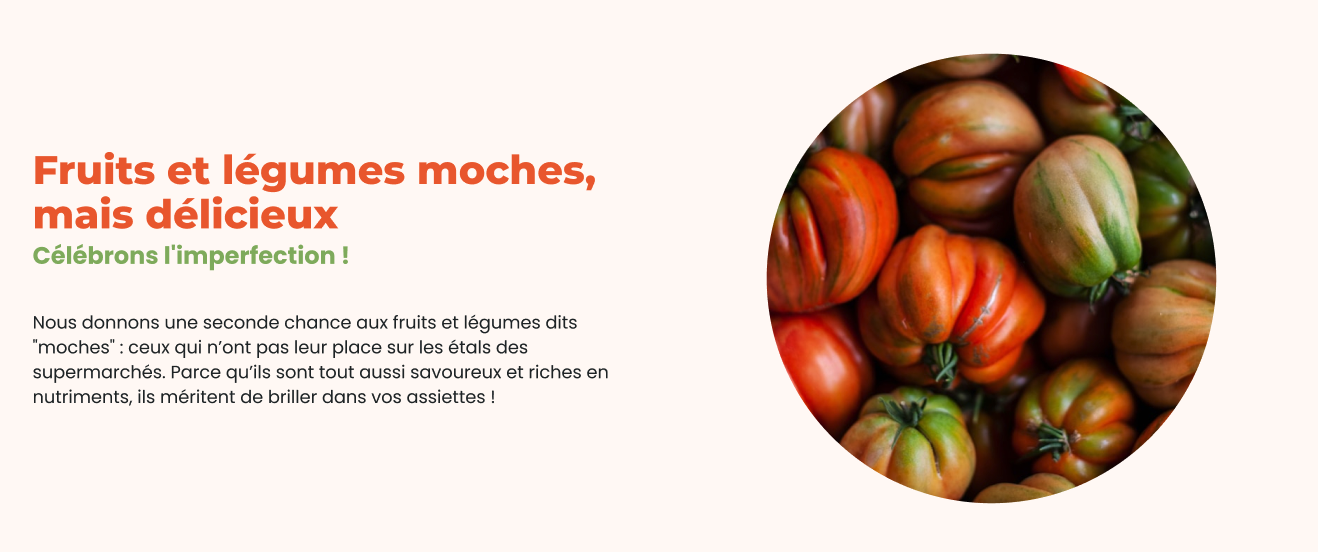 Fruits et légumes moches,
mais délicieux
Célébrons l'imperfection !
Nous donnons une seconde chance aux fruits et légumes dits
"moches" : ceux qui n’ont pas leur place sur les étals des
supermarchés. Parce qu’ils sont tout aussi savoureux et riches en
nutriments, ils méritent de briller dans vos assiettes !